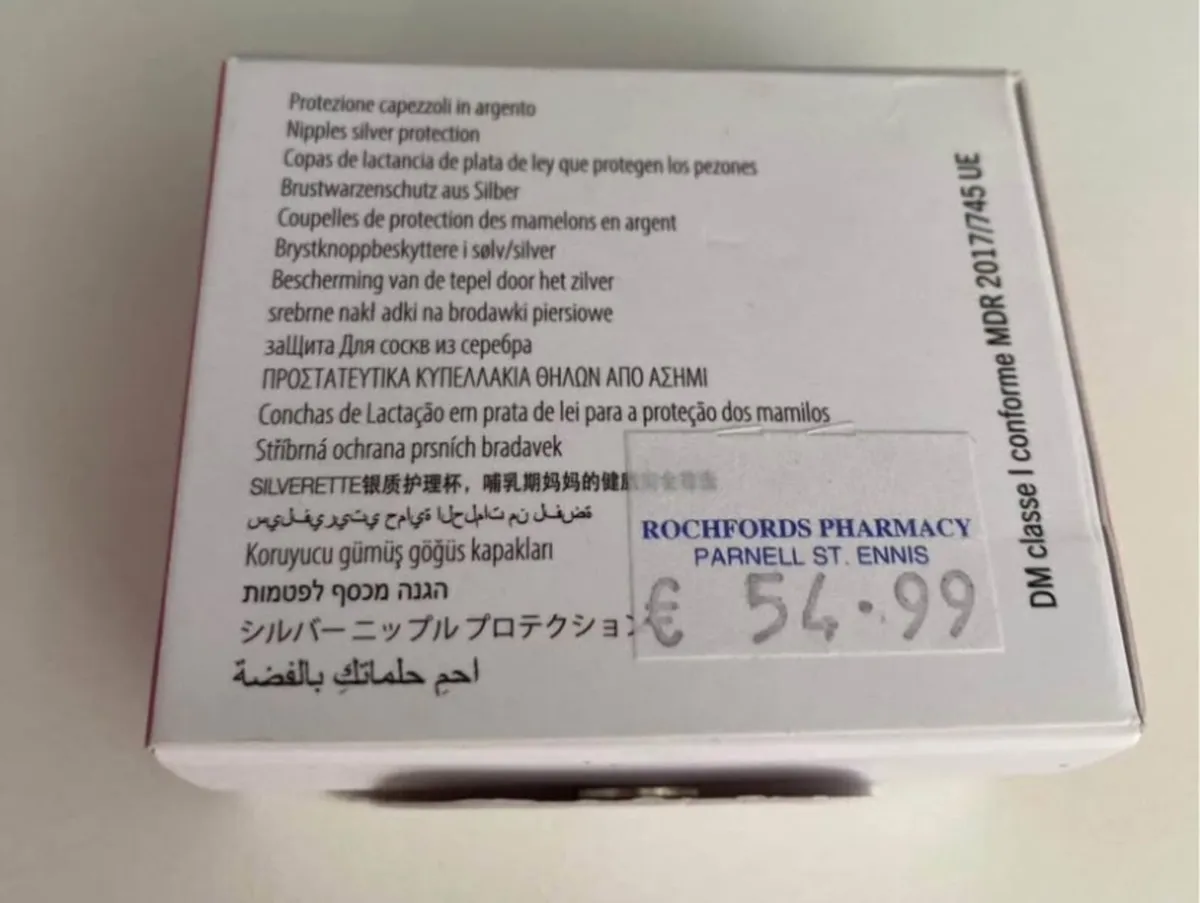 Protezione capezzoli in argento
Nipples silver protection
Copas de lactancia de plata de ley que protegen los pezones
Brustwarzenschutz aus Silber
Coupelles de protection des mamelons en argent
Brystknoppbeskyttere i sølv/silver
Bescherming van de tepel door het zilver
srebrne nakł adki na brodawki piersiowe
заЩита Для соскв из серебра
ΠΡΟΣΤΑΤΕΥΤΙΚΑ ΚΥΠΕΛΛΑΚΙΑ ΘΗΛΩΝ ΑΠΟ ΑΣΗΜΙ
Conchas de Lactação em prata de lei para a proteção dos mamilos
Stříbrná ochrana prsních bradavek
SILVERETTE银质护理杯，哺乳期妈妈的健
Koruyucu gümüş göğüs kapakları
הגנה מכסף לפטמות
シルバーニップルプロテクション
احمِ حلماتكِ بالفضة
ROCHFORDS PHARMACY
PARNELL ST. ENNIS
€ 54.99
DM classe I conforme MDR 2017/745 UE